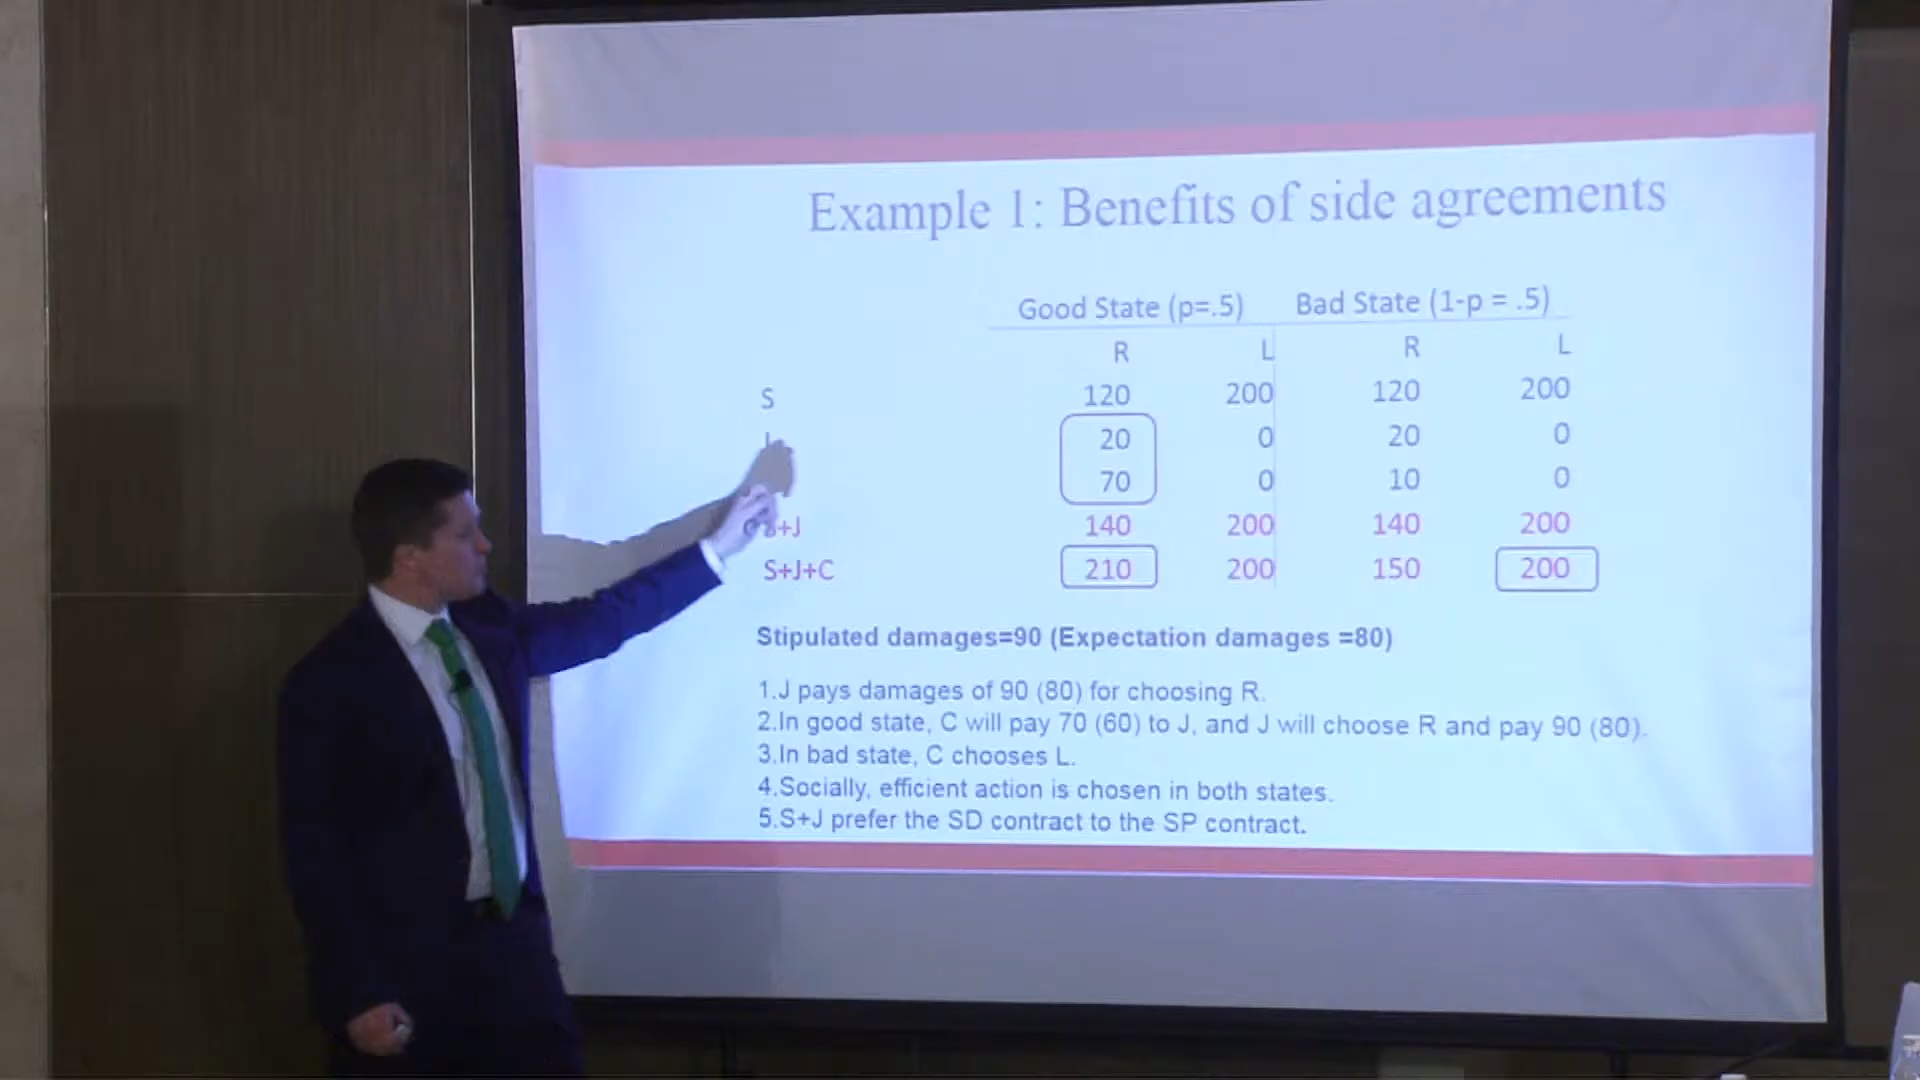 Example 1: Benefits of side agreements
Good State (p=.5) Bad State (1-p = .5)
R L R L
S 120 200 120 200
20 0 20 0
70 0 10 0
S+J 140 200 140 200
S+J+C 210 200 150 200
Stipulated damages=90 (Expectation damages =80)
1.J pays damages of 90 (80) for choosing R.
2.In good state, C will pay 70 (60) to J, and J will choose R and pay 90 (80).
3.In bad state, C chooses L.
4.Socially, efficient action is chosen in both states.
5.S+J prefer the SD contract to the SP contract.